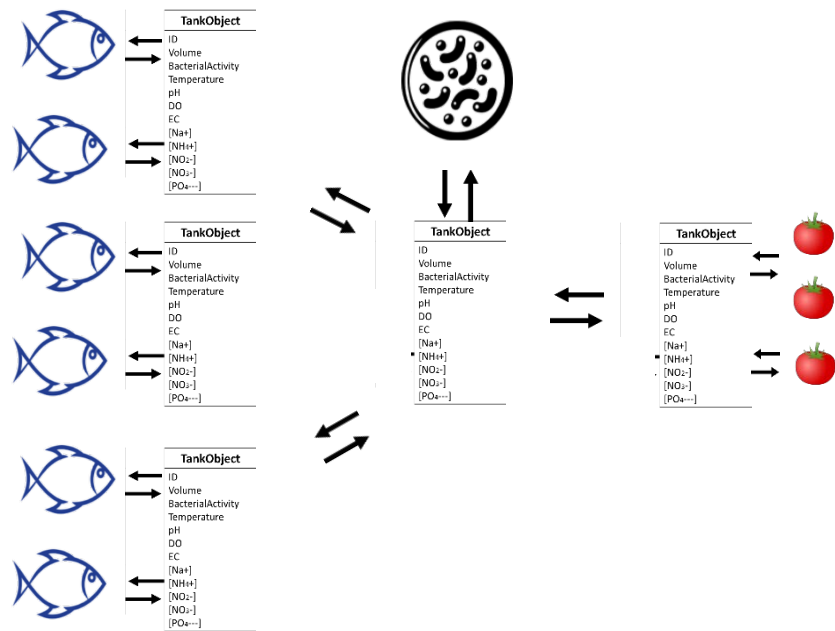 TankObject
ID
Volume
BacterialActivity
Temperature
pH
DO
EC
[Na+]
[NH₄+]
[NO₂-]
[NO₃-]
[PO₄---]
TankObject
ID
Volume
BacterialActivity
Temperature
pH
DO
EC
[Na+]
[NH₄+]
[NO₂-]
[NO₃-]
[PO₄---]
TankObject
ID
Volume
BacterialActivity
Temperature
pH
DO
EC
[Na+]
[NH₄+]
[NO₂-]
[NO₃-]
[PO₄---]
TankObject
ID
Volume
BacterialActivity
Temperature
pH
DO
EC
[Na+]
[NH₄+]
[NO₂-]
[NO₃-]
[PO₄---]
TankObject
ID
Volume
BacterialActivity
Temperature
pH
DO
EC
[Na+]
[NH₄+]
[NO₂-]
[NO₃-]
[PO₄---]